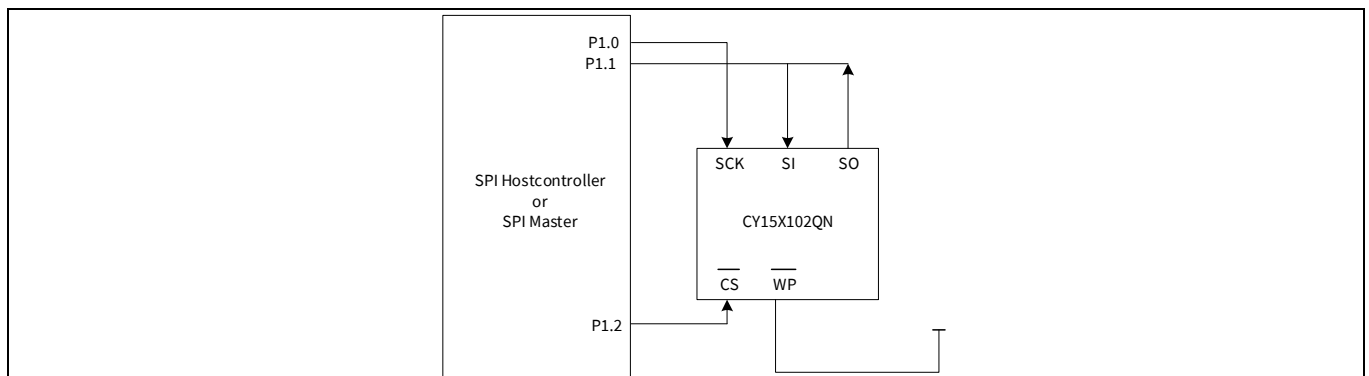 P1.0
P1.1
SCK SI SO
SPI Hostcontroller
or
SPI Master
CY15X102QN
CS WP
P1.2